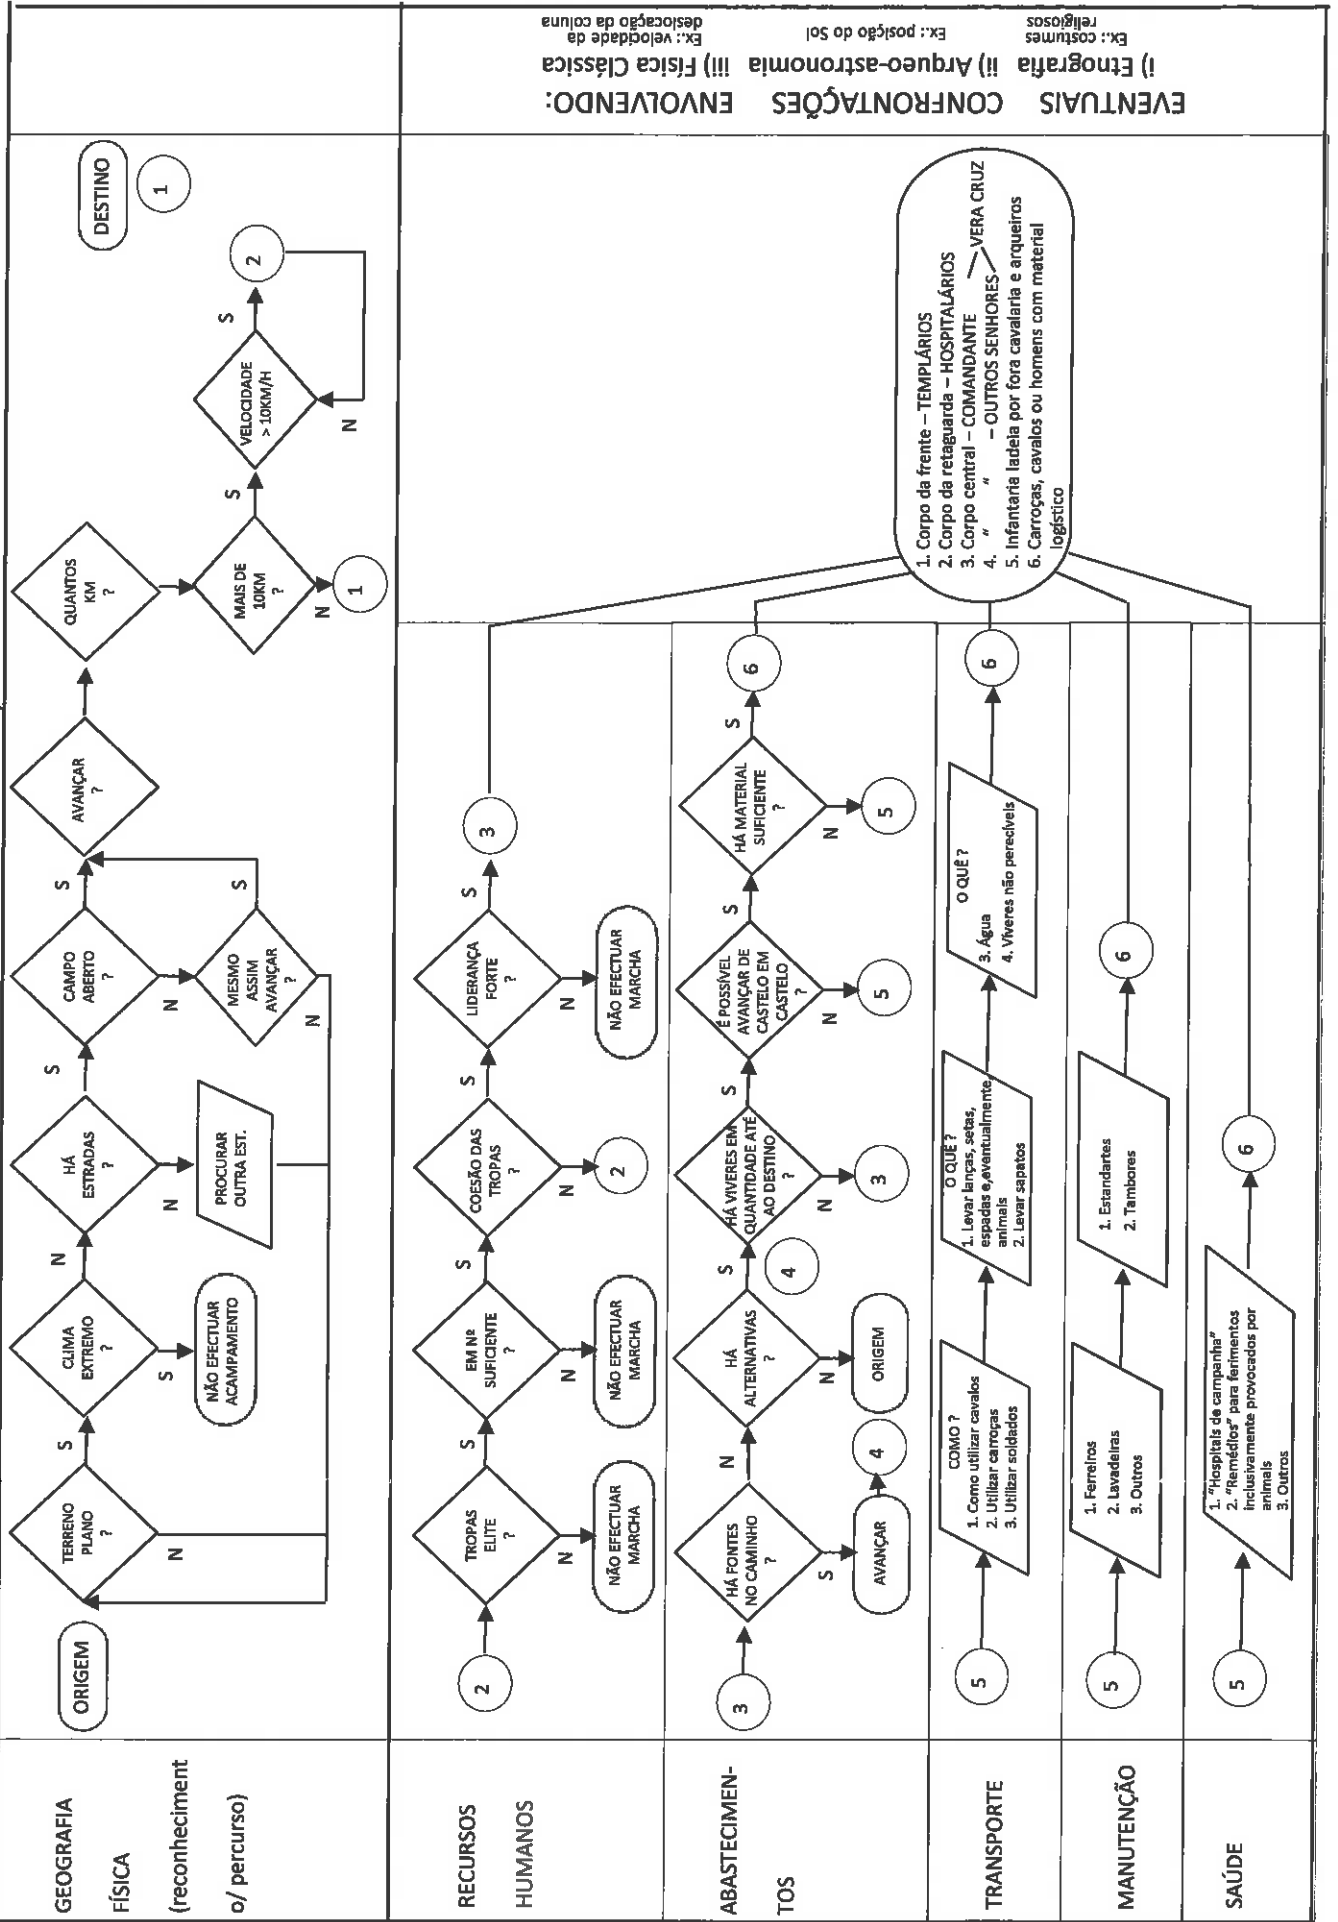 GEOGRAFIA
FÍSICA
(reconheciment
o/ percurso)
ORIGEM
TERRENO
PLANO
?
S
N
CLIMA
EXTREMO
?
N
S
NÃO EFECTUAR
ACAMPAMENTO
HÁ
ESTRADAS
?
S
N
PROCURAR
OUTRA EST.
CAMPO
ABERTO
?
S
N
MESMO
ASSIM
AVANÇAR
?
S
N
AVANÇAR
?
QUANTOS
KM
?
MAIS DE
10KM
?
S
N
1
VELOCIDADE
> 10KM/H
S
N
2
DESTINO
1
RECURSOS
HUMANOS
2
TROPAS
ELITE
?
S
N
NÃO EFECTUAR
MARCHA
EM Nº
SUFICIENTE
?
S
N
NÃO EFECTUAR
MARCHA
COESÃO DAS
TROPAS
?
S
N
2
LIDERANÇA
FORTE
?
S
N
NÃO EFECTUAR
MARCHA
3
ABASTECIMEN-
TOS
3
HÁ FONTES
NO CAMINHO
?
N
S
AVANÇAR
4
HÁ
ALTERNATIVAS
?
S
N
ORIGEM
4
HÁ VIVERES EM
QUANTIDADE ATÉ
AO DESTINO
?
S
N
3
É POSSÍVEL
AVANÇAR DE
CASTELO EM
CASTELO
?
S
N
5
HÁ MATERIAL
SUFICIENTE
?
S
N
5
6
TRANSPORTE
5
COMO ?
1. Como utilizar cavalos
2. Utilizar carroças
3. Utilizar soldados
O QUÊ ?
1. Levar lanças, setas,
espadas e,eventualmente,
animais
2. Levar sapatos
O QUÊ ?
3. Água
4. Víveres não perecíveis
6
MANUTENÇÃO
5
1. Ferreiros
2. Lavadeiras
3. Outros
1. Estandartes
2. Tambores
6
SAÚDE
5
1. "Hospitais de campanha"
2. "Remédios" para ferimentos
inclusivamente provocados por
animais
3. Outros
6
1. Corpo da frente – TEMPLÁRIOS
2. Corpo da retaguarda – HOSPITALÁRIOS
3. Corpo central – COMANDANTE
4. " " – OUTROS SENHORES
VERA CRUZ
5. Infantaria ladeia por fora cavalaria e arqueiros
6. Carroças, cavalos ou homens com material
logístico
EVENTUAIS CONFRONTAÇÕES ENVOLVENDO:
i) Etnografia ii) Arqueo-astronomia iii) Física Clássica
Ex.: costumes
religiosos
Ex.: posição do Sol
Ex.: velocidade da
deslocação da coluna